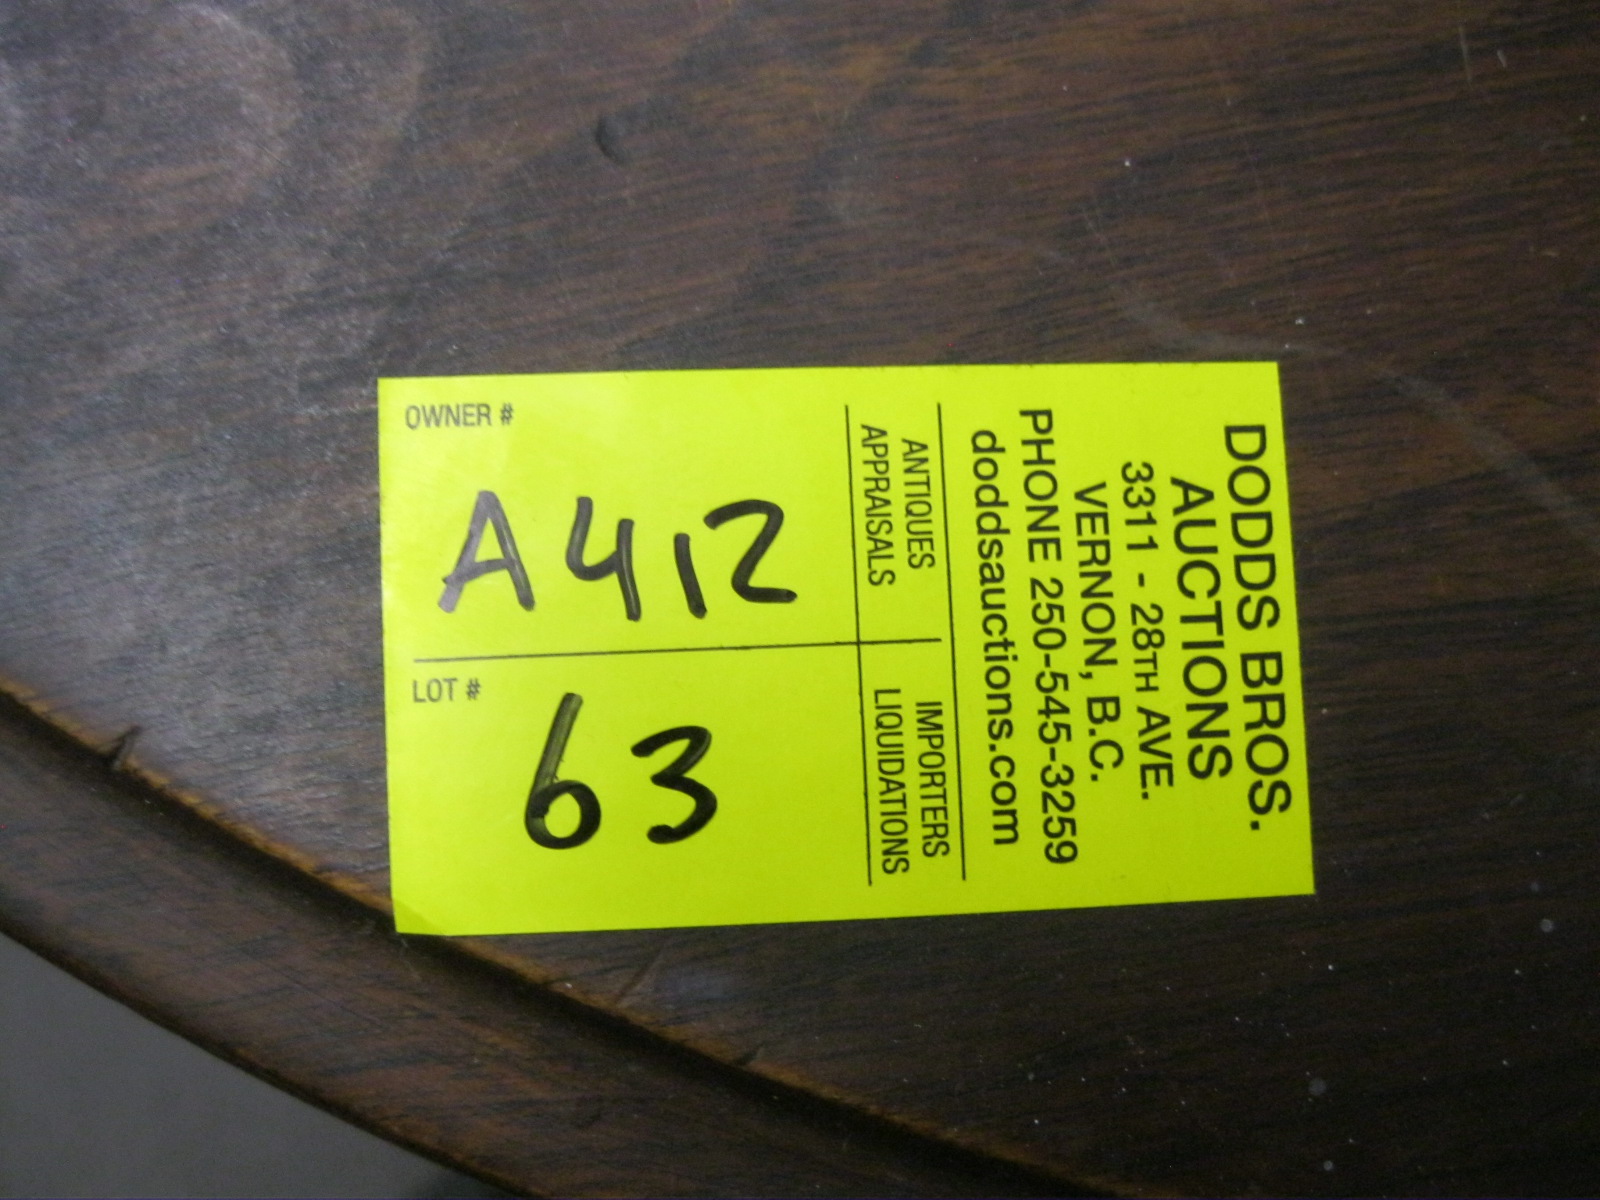 DODDS BROS.
AUCTIONS
3311 - 28TH AVE.
VERNON, B.C.
PHONE 250-545-3259
doddsauctions.com
ANTIQUES
APPRAISALS
IMPORTERS
LIQUIDATIONS
OWNER #
A412
LOT #
63